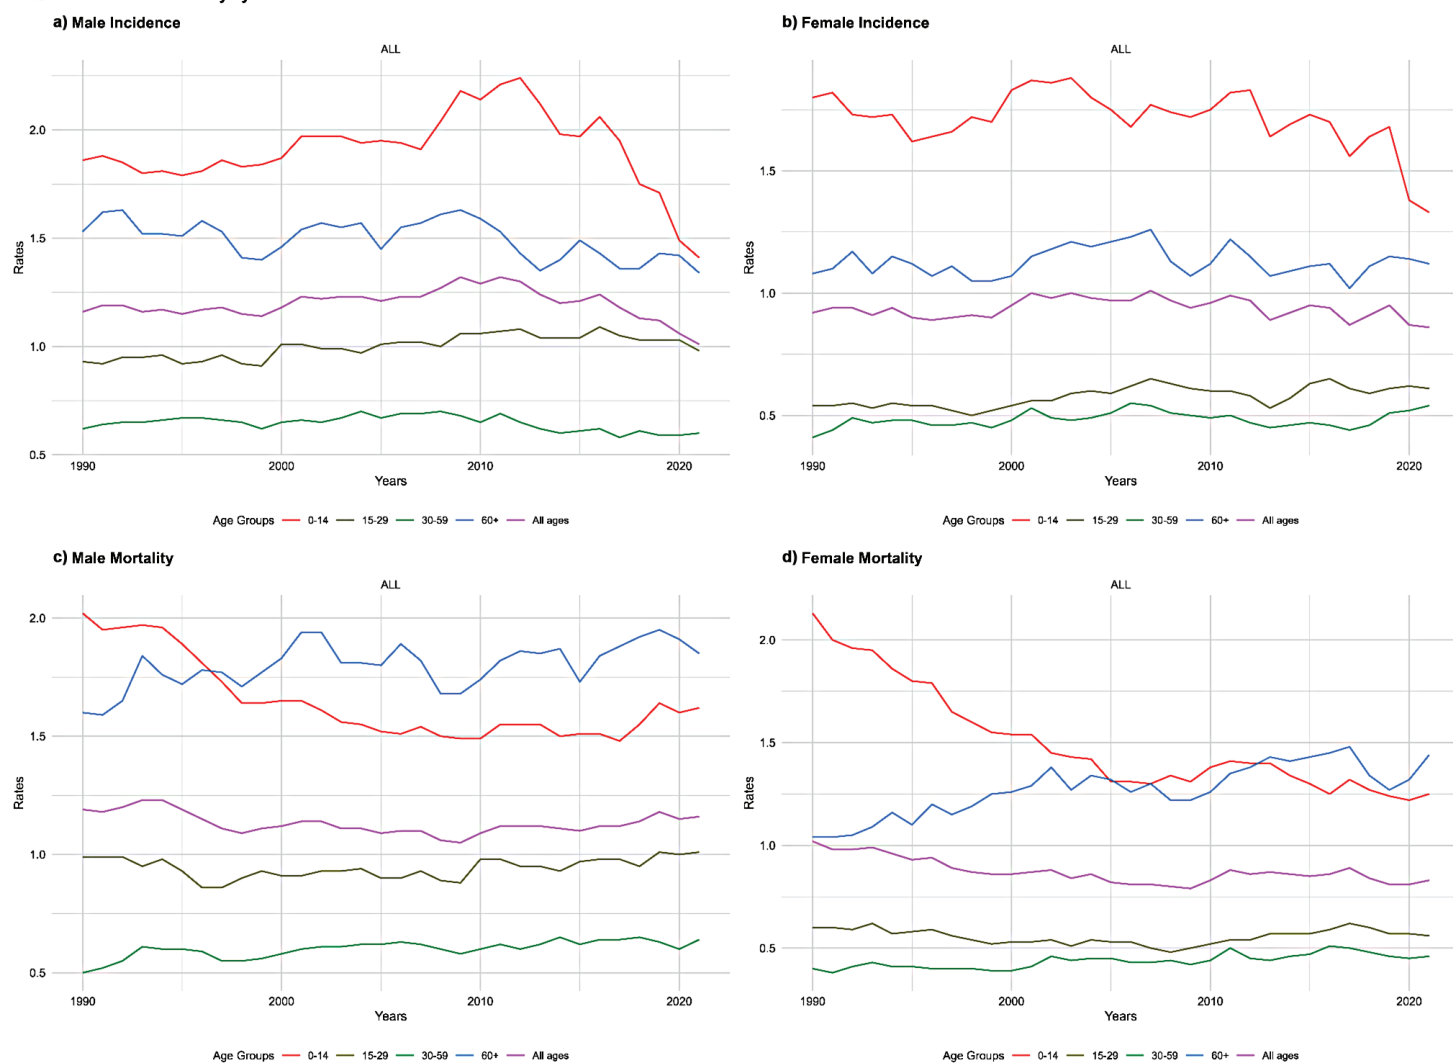 a) Male Incidence
ALL
2.0
1.5
1.0
0.5
Rates
1990 2000 2010 2020
Years
Age Groups 0-14 15-29 30-59 60+ All ages
b) Female Incidence
ALL
1.5
1.0
0.5
Rates
1990 2000 2010 2020
Years
Age Groups 0-14 15-29 30-59 60+ All ages
c) Male Mortality
ALL
2.0
1.5
1.0
0.5
Rates
1990 2000 2010 2020
Years
Age Groups 0-14 15-29 30-59 60+ All ages
d) Female Mortality
ALL
2.0
1.5
1.0
0.5
Rates
1990 2000 2010 2020
Years
Age Groups 0-14 15-29 30-59 60+ All ages